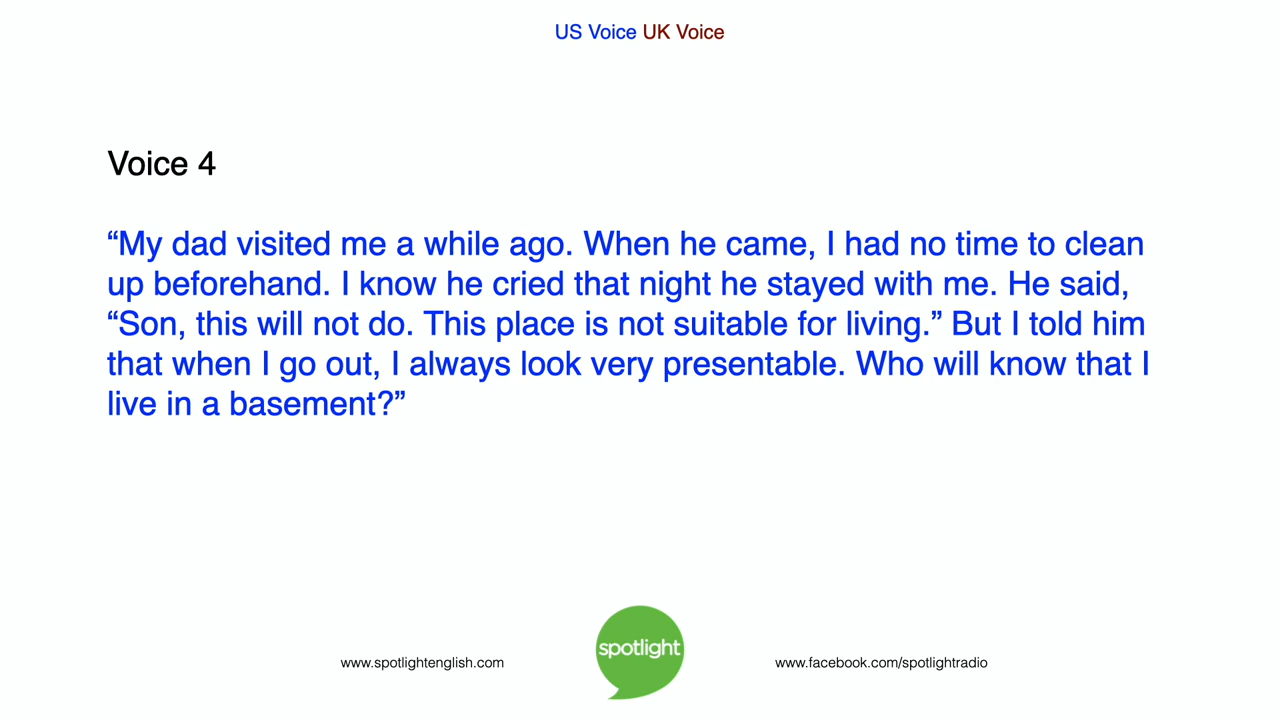 US Voice UK Voice
Voice 4
“My dad visited me a while ago. When he came, I had no time to clean
up beforehand. I know he cried that night he stayed with me. He said,
“Son, this will not do. This place is not suitable for living.” But I told him
that when I go out, I always look very presentable. Who will know that I
live in a basement?”
spotlight
www.spotlightenglish.com
www.facebook.com/spotlightradio